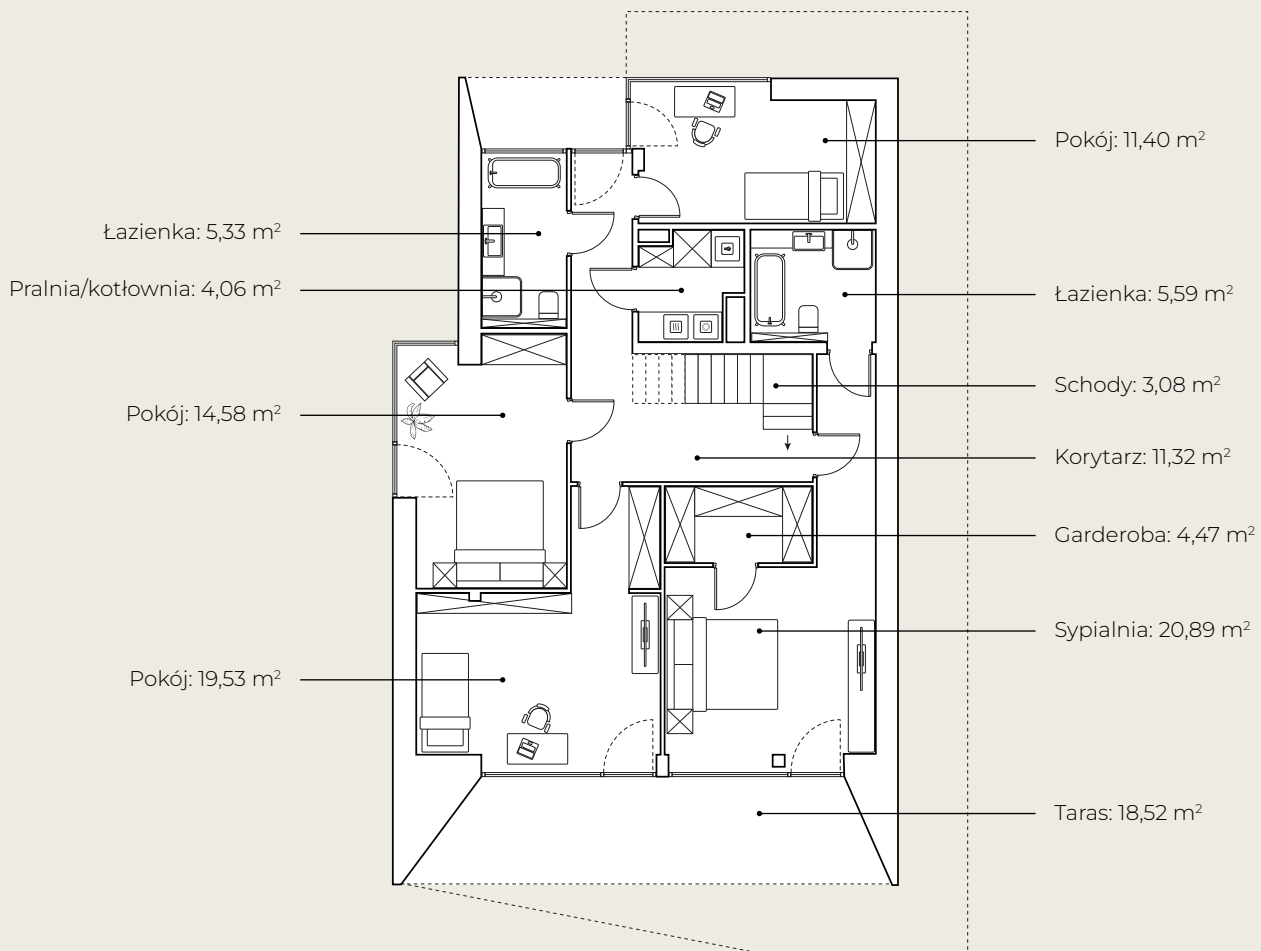 Pokój: 11,40 m²
Łazienka: 5,33 m²
Pralnia/kotłownia: 4,06 m²
Łazienka: 5,59 m²
Schody: 3,08 m²
Pokój: 14,58 m²
Korytarz: 11,32 m²
Garderoba: 4,47 m²
Sypialnia: 20,89 m²
Pokój: 19,53 m²
Taras: 18,52 m²